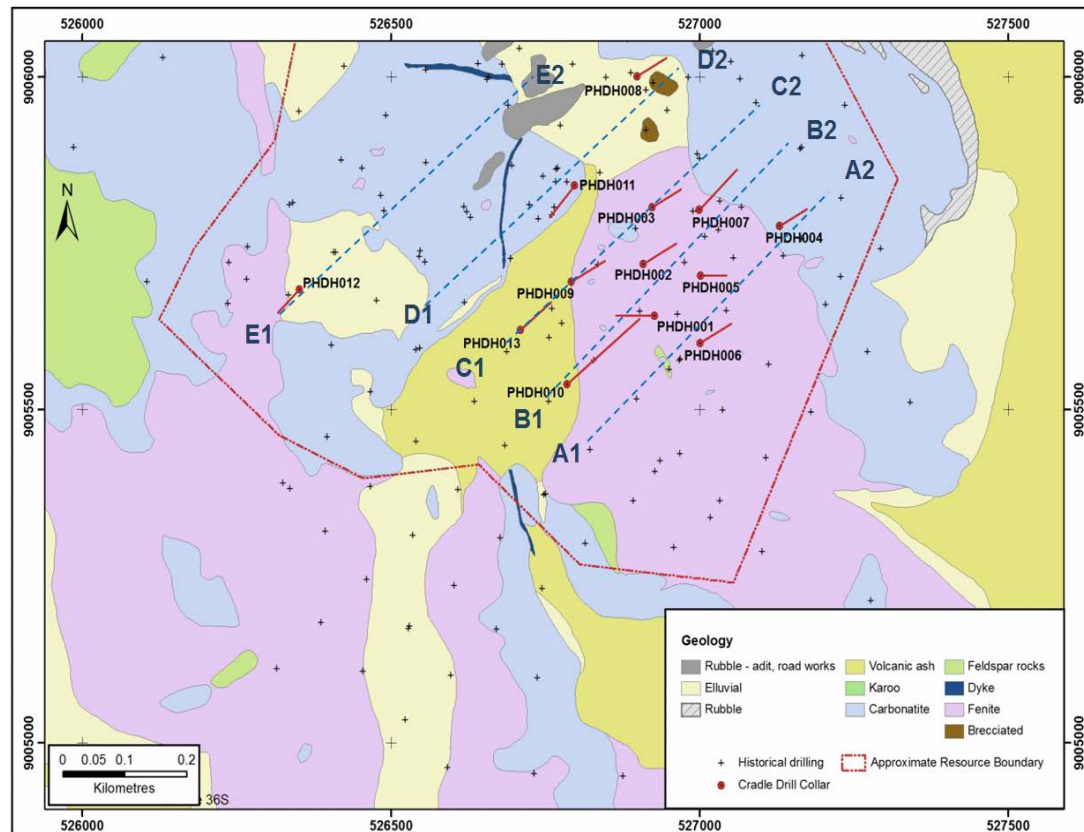 526000 526500 527000 527500
9006000 9006000
E2
D2
PHDH008
C2
B2
A2
N
PHDH011
PHDH003
PHDH007
PHDH004
PHDH002
PHDH005
PHDH012
PHDH009
D1
E1
PHDH001
PHDH013
PHDH006
C1
PHDH010
B1
9005500 9005500
A1
Geology
Rubble - adit, road works
Elluvial
Rubble
Volcanic ash
Karoo
Carbonatite
Feldspar rocks
Dyke
Fenite
Brecciated
Historical drilling
Cradle Drill Collar
Approximate Resource Boundary
9005000 9005000
0 0.05 0.1 0.2
Kilometres
36S
526000 526500 527000 527500